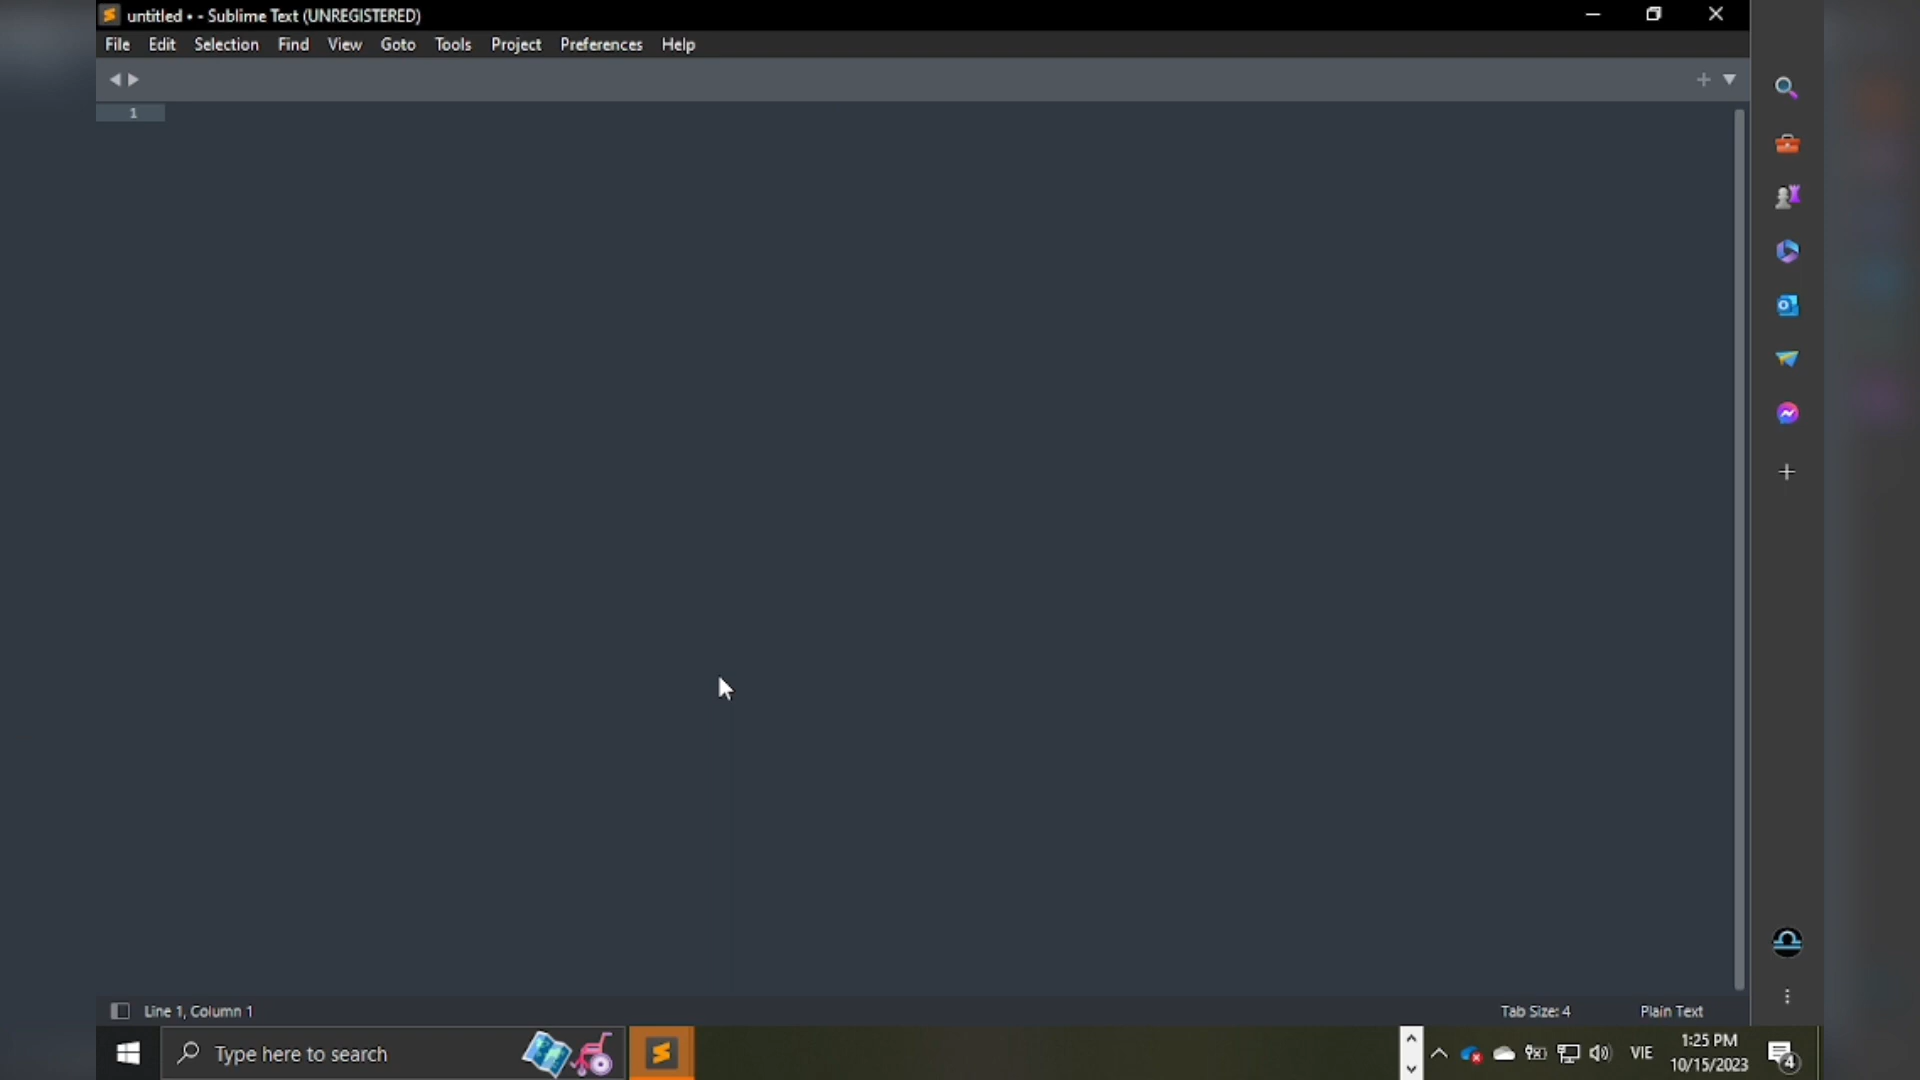 untitled • - Sublime Text (UNREGISTERED)
File Edit Selection Find View Goto Tools Project Preferences Help
1
Line 1, Column 1
Tab Size: 4
Plain Text
Type here to search
VIE
1:25 PM
10/15/2023
4